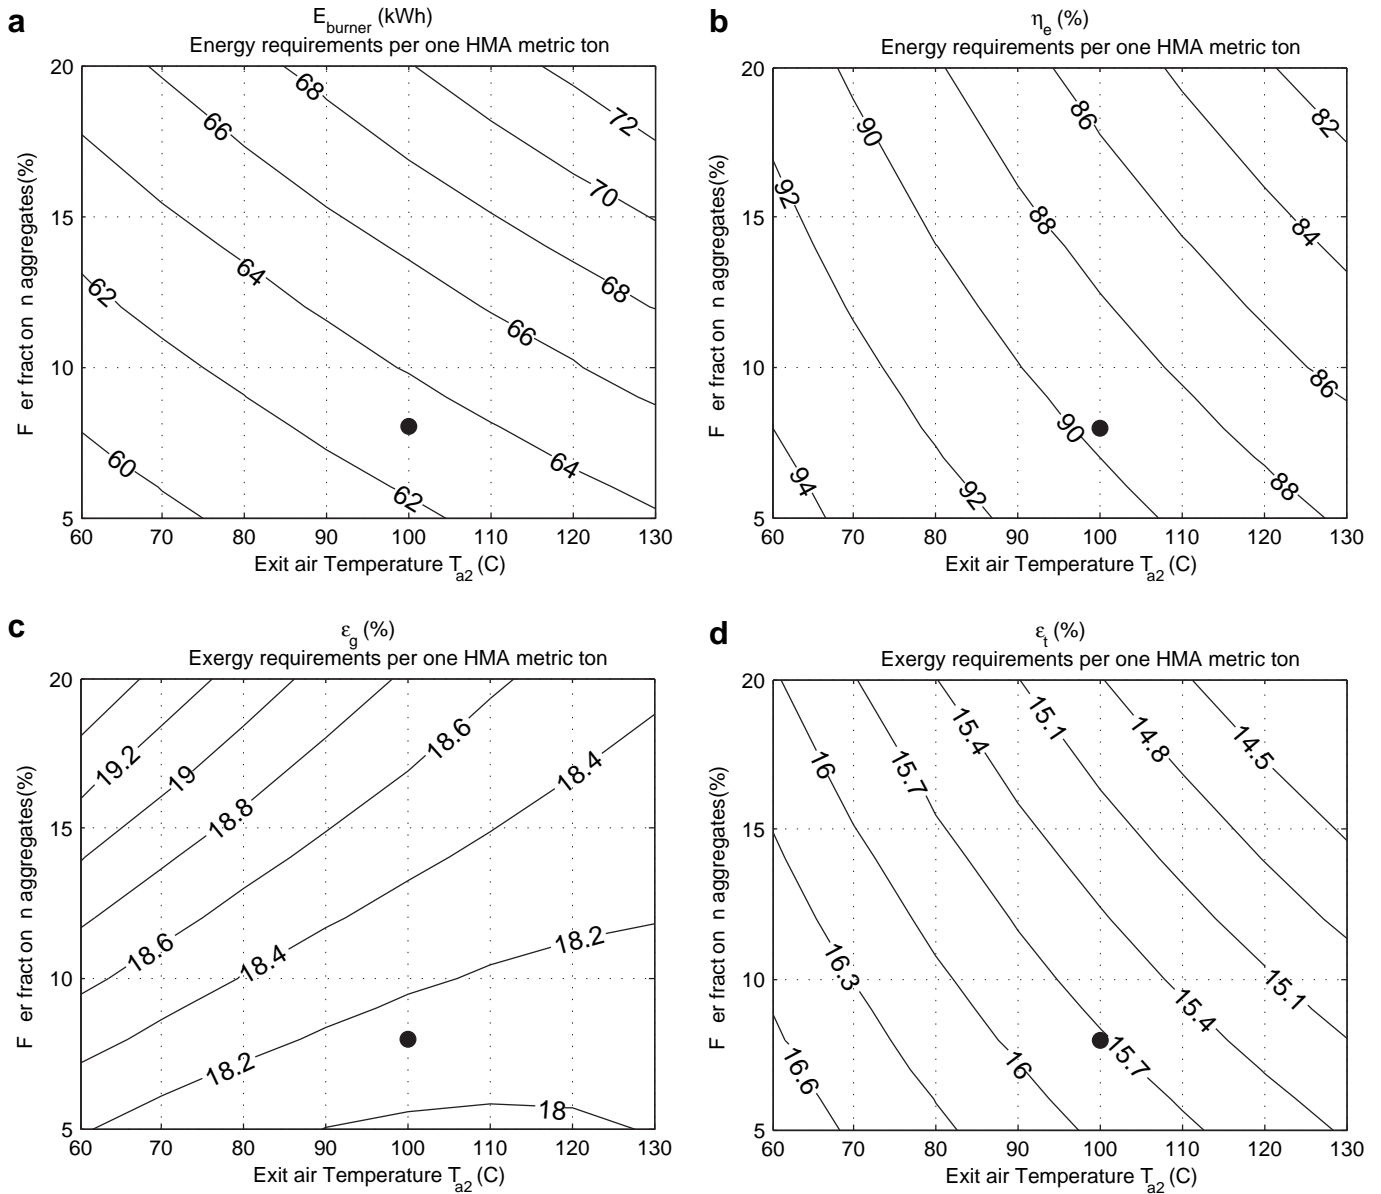 a
E_burner (kWh)
Energy requirements per one HMA metric ton
20
15
10
5
60 70 80 90 100 110 120 130
F er fract on n aggregates(%)
Exit air Temperature T_a2 (C)
72
70
68
68
66
66
64
64
62
62
60
b
η_e (%)
Energy requirements per one HMA metric ton
20
15
10
5
60 70 80 90 100 110 120 130
F er fract on n aggregates(%)
Exit air Temperature T_a2 (C)
82
84
86
86
88
88
90
90
92
92
94
c
ε_g (%)
Exergy requirements per one HMA metric ton
20
15
10
5
60 70 80 90 100 110 120 130
F er fract on n aggregates(%)
Exit air Temperature T_a2 (C)
19.2
19
18.8
18.6
18.6
18.4
18.4
18.2
18.2
18
d
ε_t (%)
Exergy requirements per one HMA metric ton
20
15
10
5
60 70 80 90 100 110 120 130
F er fract on n aggregates(%)
Exit air Temperature T_a2 (C)
14.5
14.8
15.1
15.1
15.4
15.4
15.7
15.7
16
16
16.3
16.6